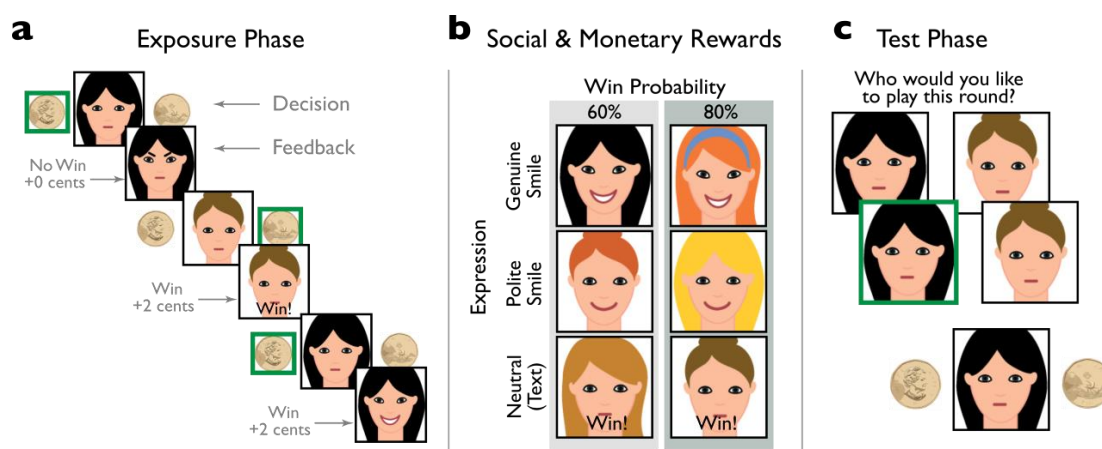 a
Exposure Phase
Decision
Feedback
No Win
+0 cents
Win
+2 cents
Win!
Win
+2 cents
b
Social & Monetary Rewards
Win Probability
60%
80%
Expression
Genuine
Smile
Polite
Smile
Neutral
(Text)
Win!
Win!
c
Test Phase
Who would you like
to play this round?